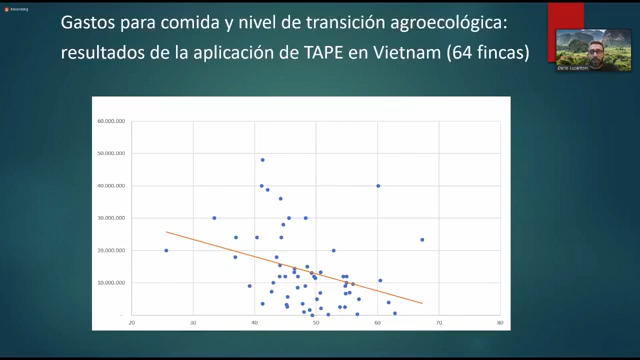 Gastos para comida y nivel de transición agroecológica:
resultados de la aplicación de TAPE en Vietnam (64 fincas)
60.000.000
50.000.000
40.000.000
30.000.000
20.000.000
10.000.000
-
20 30 40 50 60 70 80